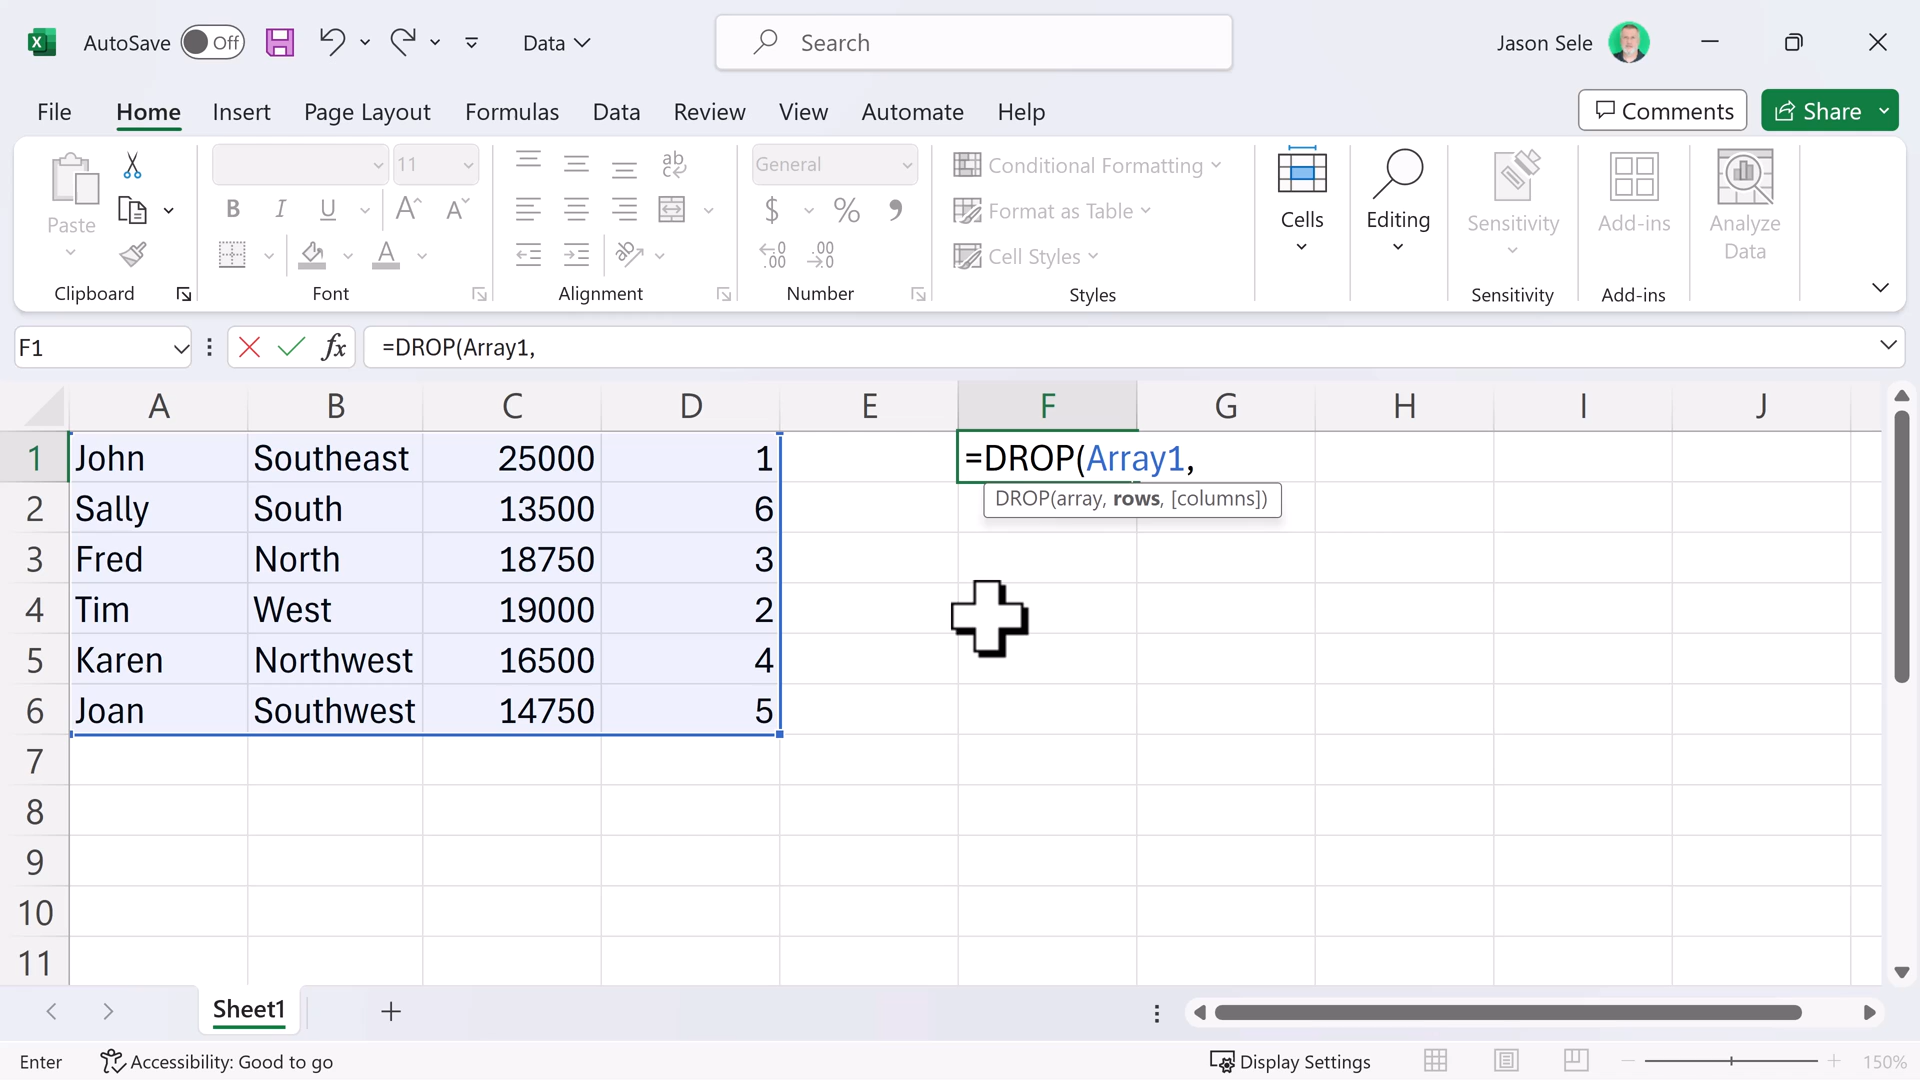 AutoSave Off Data Search Jason Sele
File Home Insert Page Layout Formulas Data Review View Automate Help Comments Share
Paste
Clipboard
11
B I U A A
A
Font
ab
Alignment
General
$ % 9
.00 .00
Number
Conditional Formatting
Format as Table
Cell Styles
Styles
Cells
Editing
Sensitivity
Sensitivity
Add-ins
Add-ins
Analyze
Data
F1 fx =DROP(Array1,
A B C D E F G H I J
1 John Southeast 25000 1 =DROP(Array1,
DROP(array, rows, [columns])
2 Sally South 13500 6
3 Fred North 18750 3
4 Tim West 19000 2
5 Karen Northwest 16500 4
6 Joan Southwest 14750 5
7
8
9
10
11
Sheet1
Enter Accessibility: Good to go Display Settings 150%